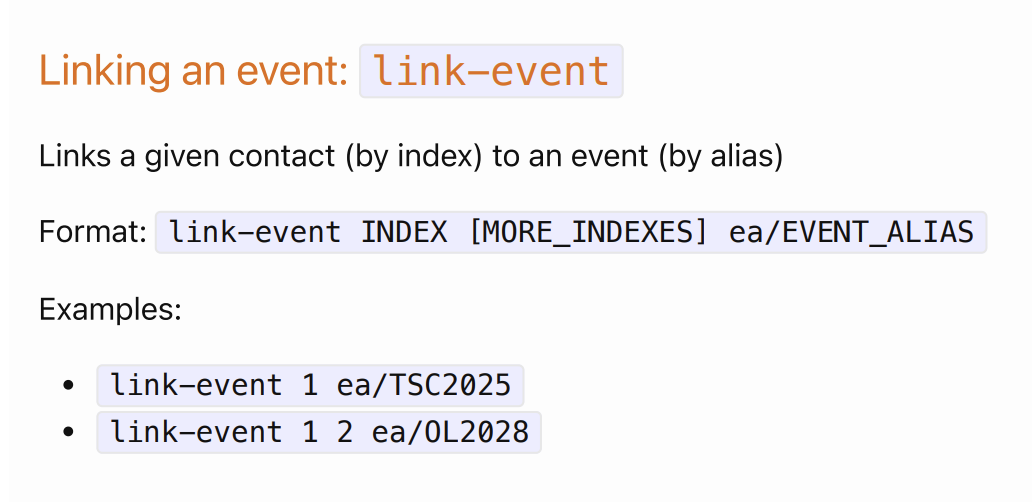 Linking an event: link-event
Links a given contact (by index) to an event (by alias)
Format: link-event INDEX [MORE_INDEXES] ea/EVENT_ALIAS
Examples:
• link-event 1 ea/TSC2025
• link-event 1 2 ea/OL2028